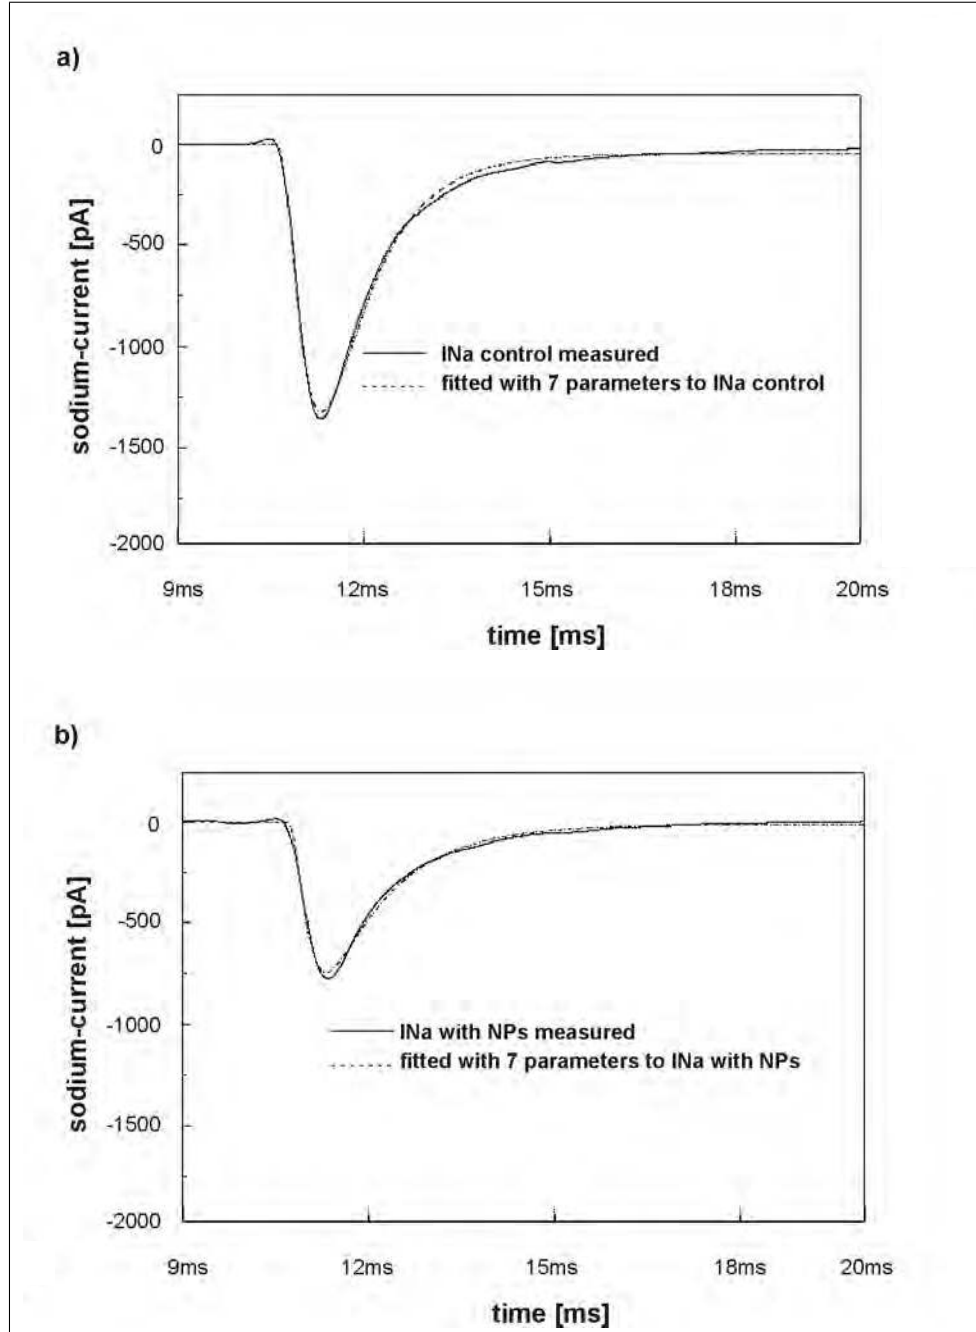 a)
0
-500
-1000
-1500
-2000
sodium-current [pA]
INa control measured
fitted with 7 parameters to INa control
9ms 12ms 15ms 18ms 20ms
time [ms]
b)
0
-500
-1000
-1500
-2000
sodium-current [pA]
INa with NPs measured
fitted with 7 parameters to INa with NPs
9ms 12ms 15ms 18ms 20ms
time [ms]